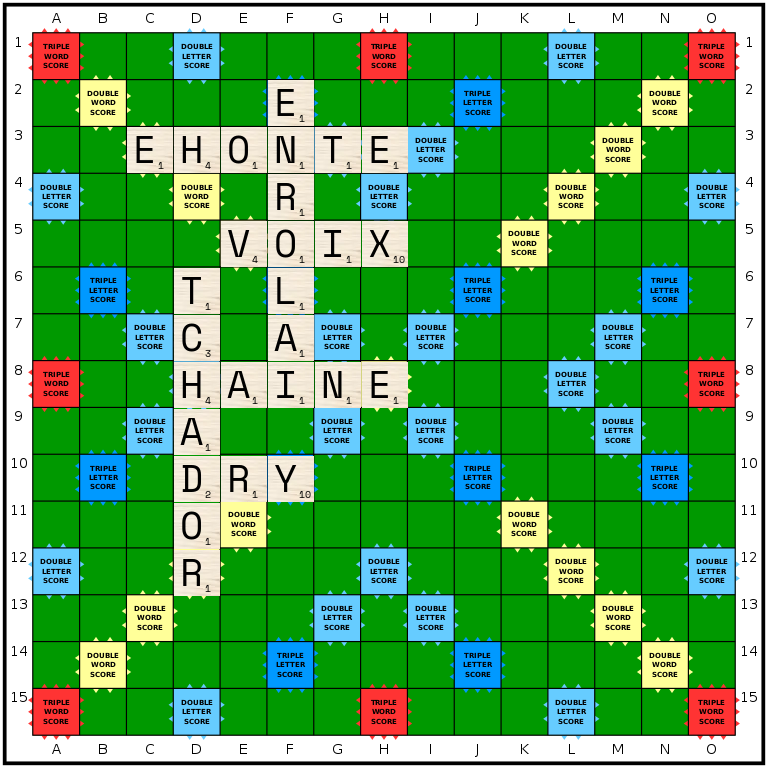 A B C D E F G H I J K L M N O
1 TRIPLE DOUBLE TRIPLE DOUBLE TRIPLE 1
WORD LETTER WORD LETTER WORD
SCORE SCORE SCORE SCORE SCORE
2 DOUBLE TRIPLE DOUBLE 2
WORD E1 LETTER WORD
SCORE SCORE SCORE
3 DOUBLE DOUBLE 3
E1 H4 O1 N1 T1 E1 LETTER WORD
SCORE SCORE
4 DOUBLE DOUBLE DOUBLE DOUBLE DOUBLE 4
LETTER WORD R1 LETTER WORD LETTER
SCORE SCORE SCORE SCORE SCORE
5 DOUBLE 5
V4 O1 I1 X10 WORD
SCORE
6 TRIPLE TRIPLE TRIPLE 6
LETTER T1 L1 LETTER LETTER
SCORE SCORE SCORE
7 DOUBLE DOUBLE DOUBLE DOUBLE 7
LETTER C3 A1 LETTER LETTER LETTER
SCORE SCORE SCORE SCORE
8 TRIPLE DOUBLE TRIPLE 8
WORD H4 A1 I1 N1 E1 LETTER WORD
SCORE SCORE SCORE
9 DOUBLE DOUBLE DOUBLE DOUBLE 9
LETTER A1 LETTER LETTER LETTER
SCORE SCORE SCORE SCORE
10 TRIPLE TRIPLE TRIPLE 10
LETTER D2 R1 Y10 LETTER LETTER
SCORE SCORE SCORE
11 DOUBLE DOUBLE 11
O1 WORD WORD
SCORE SCORE
12 DOUBLE DOUBLE DOUBLE DOUBLE 12
LETTER R1 LETTER WORD LETTER
SCORE SCORE SCORE SCORE
13 DOUBLE DOUBLE DOUBLE DOUBLE 13
WORD LETTER LETTER WORD
SCORE SCORE SCORE SCORE
14 DOUBLE TRIPLE TRIPLE DOUBLE 14
WORD LETTER LETTER WORD
SCORE SCORE SCORE SCORE
15 TRIPLE DOUBLE TRIPLE DOUBLE TRIPLE 15
WORD LETTER WORD LETTER WORD
SCORE SCORE SCORE SCORE SCORE
A B C D E F G H I J K L M N O